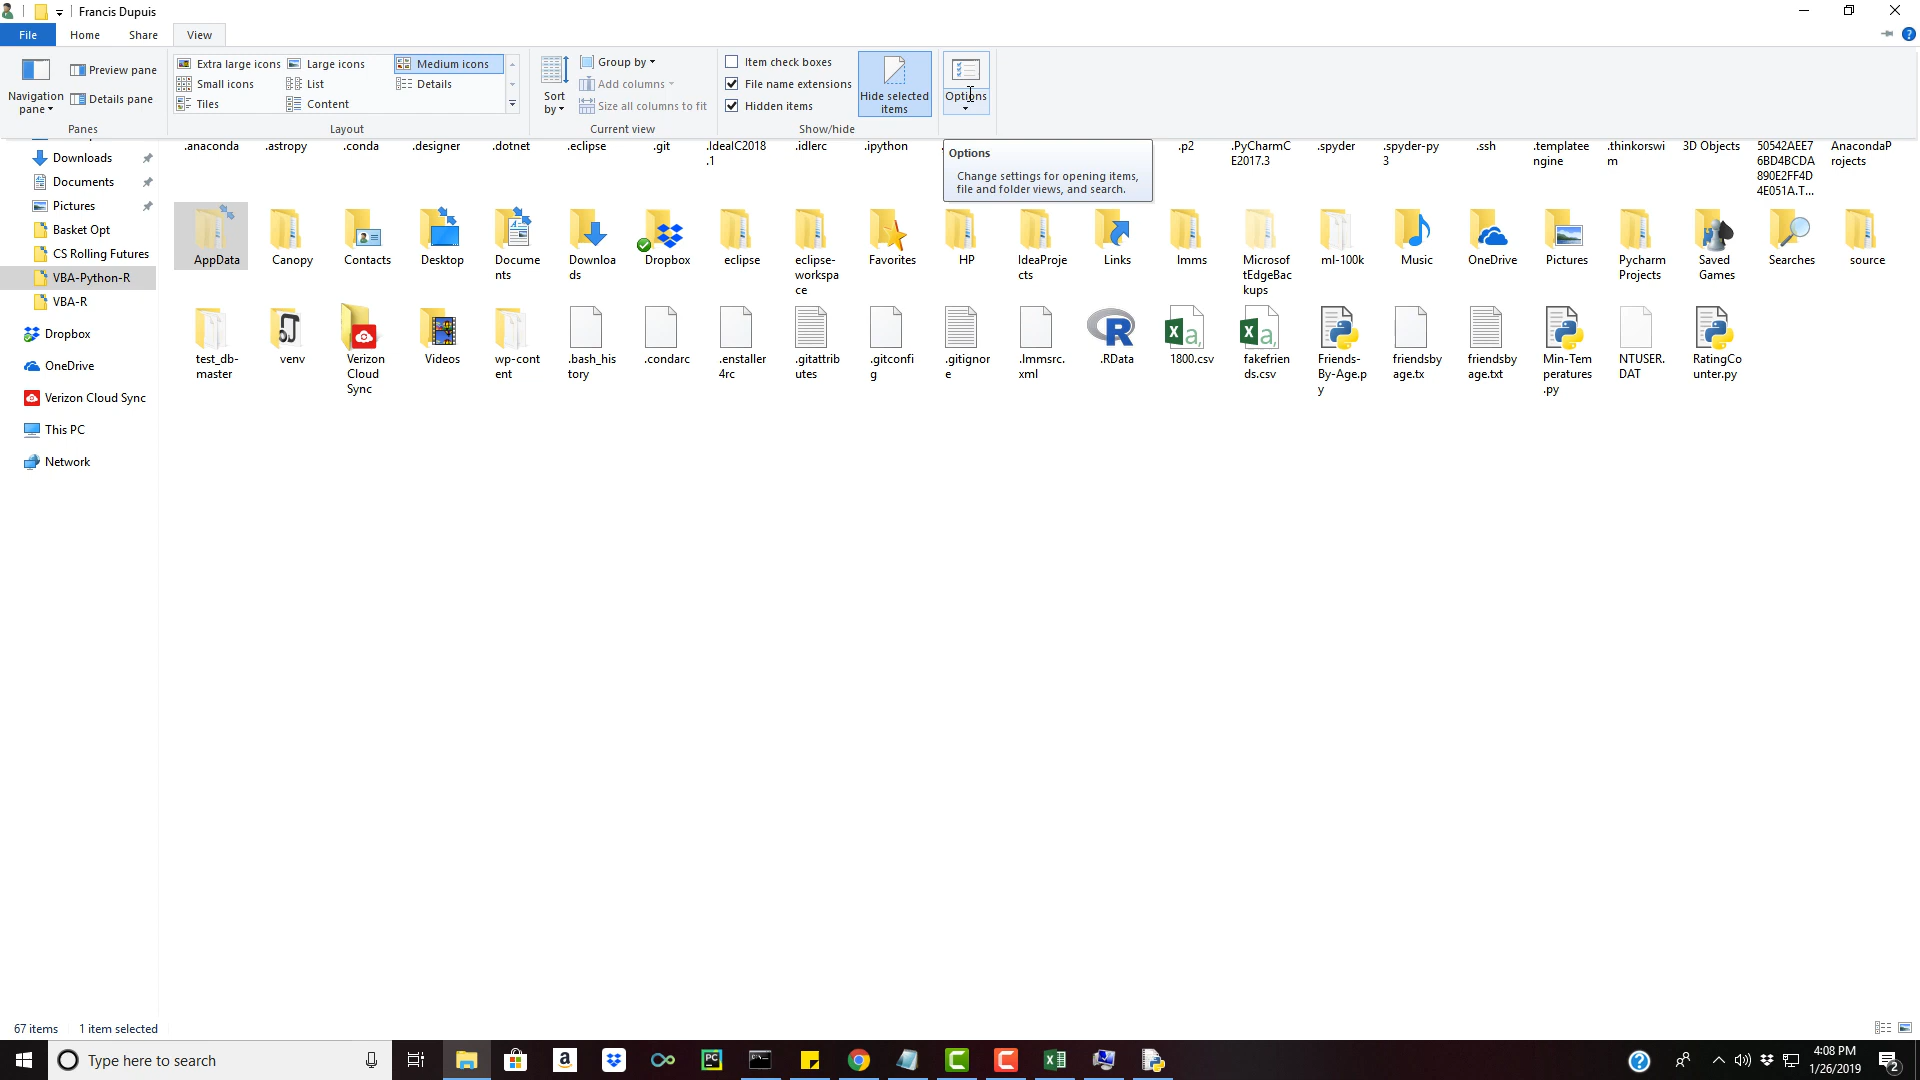 Francis Dupuis
File Home Share View
Navigation pane
Preview pane
Details pane
Panes
Extra large icons Large icons Medium icons
Small icons List Details
Tiles Content
Layout
Sort by
Group by
Add columns
Size all columns to fit
Current view
Item check boxes
File name extensions
Hidden items
Hide selected items
Show/hide
Options
Options
Change settings for opening items,
file and folder views, and search.
Downloads
Documents
Pictures
Basket Opt
CS Rolling Futures
VBA-Python-R
VBA-R
Dropbox
OneDrive
Verizon Cloud Sync
This PC
Network
.anaconda
.astropy
.conda
.designer
.dotnet
.eclipse
.git
.IdeaIC2018
.1
.idlerc
.ipython
.p2
.PyCharmC
E2017.3
.spyder
.spyder-py
3
.ssh
.templatee
ngine
.thinkorswi
m
3D Objects
50542AEE7
6BD4BCDA
890E2FF4D
4E051A.T...
AnacondaP
rojects
AppData
Canopy
Contacts
Desktop
Docume
nts
Downloa
ds
Dropbox
eclipse
eclipse-
workspa
ce
Favorites
HP
IdeaProje
cts
Links
lmms
Microsof
tEdgeBac
kups
ml-100k
Music
OneDrive
Pictures
Pycharm
Projects
Saved
Games
Searches
source
test_db-
master
venv
Verizon
Cloud
Sync
Videos
wp-cont
ent
.bash_his
tory
.condarc
.enstaller
4rc
.gitattrib
utes
.gitconfi
g
.gitignor
e
.lmmsrc.
xml
.RData
1800.csv
fakefrien
ds.csv
Friends-
By-Age.p
y
friendsby
age.tx
friendsby
age.txt
Min-Tem
peratures
.py
NTUSER.
DAT
RatingCo
unter.py
67 items 1 item selected
Type here to search
4:08 PM
1/26/2019
2